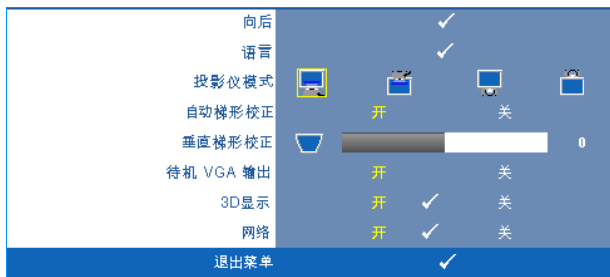 向后
语言
投影仪模式
自动梯形校正 开 关
垂直梯形校正 0
待机 VGA 输出 开 关
3D显示 开 关
网络 开 关
退出菜单